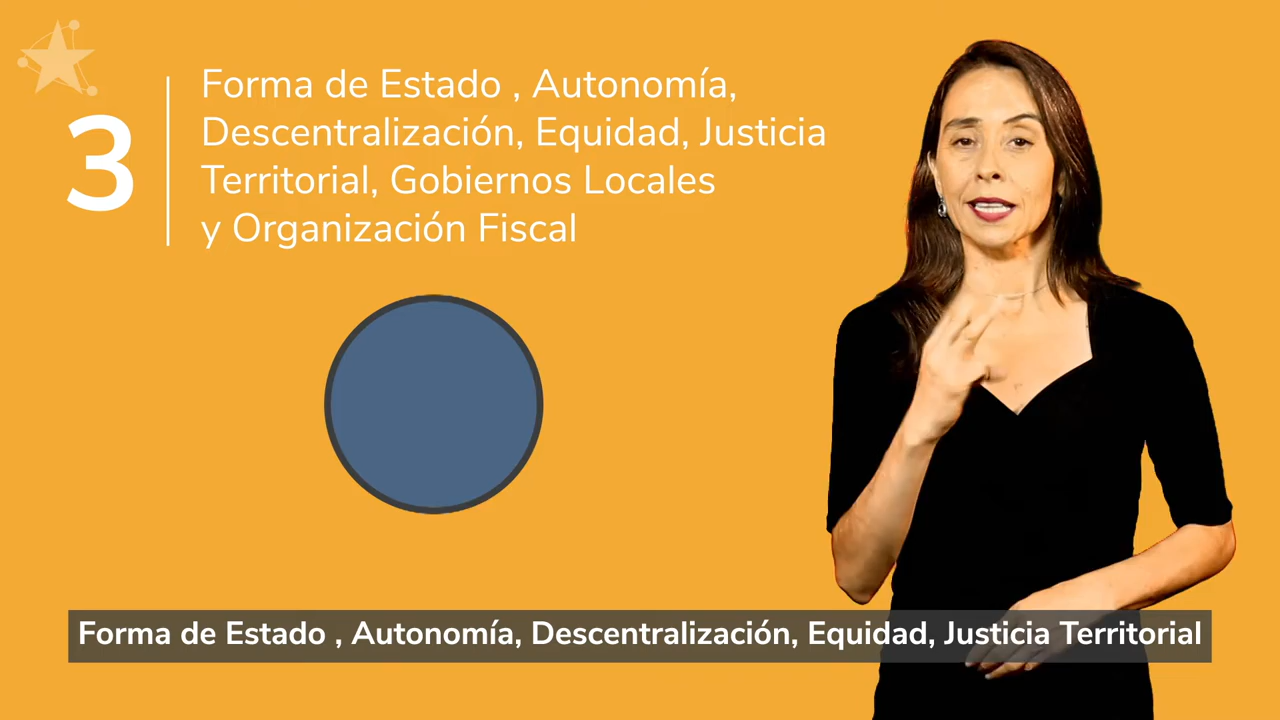 3
Forma de Estado , Autonomía,
Descentralización, Equidad, Justicia
Territorial, Gobiernos Locales
y Organización Fiscal
Forma de Estado , Autonomía, Descentralización, Equidad, Justicia Territorial